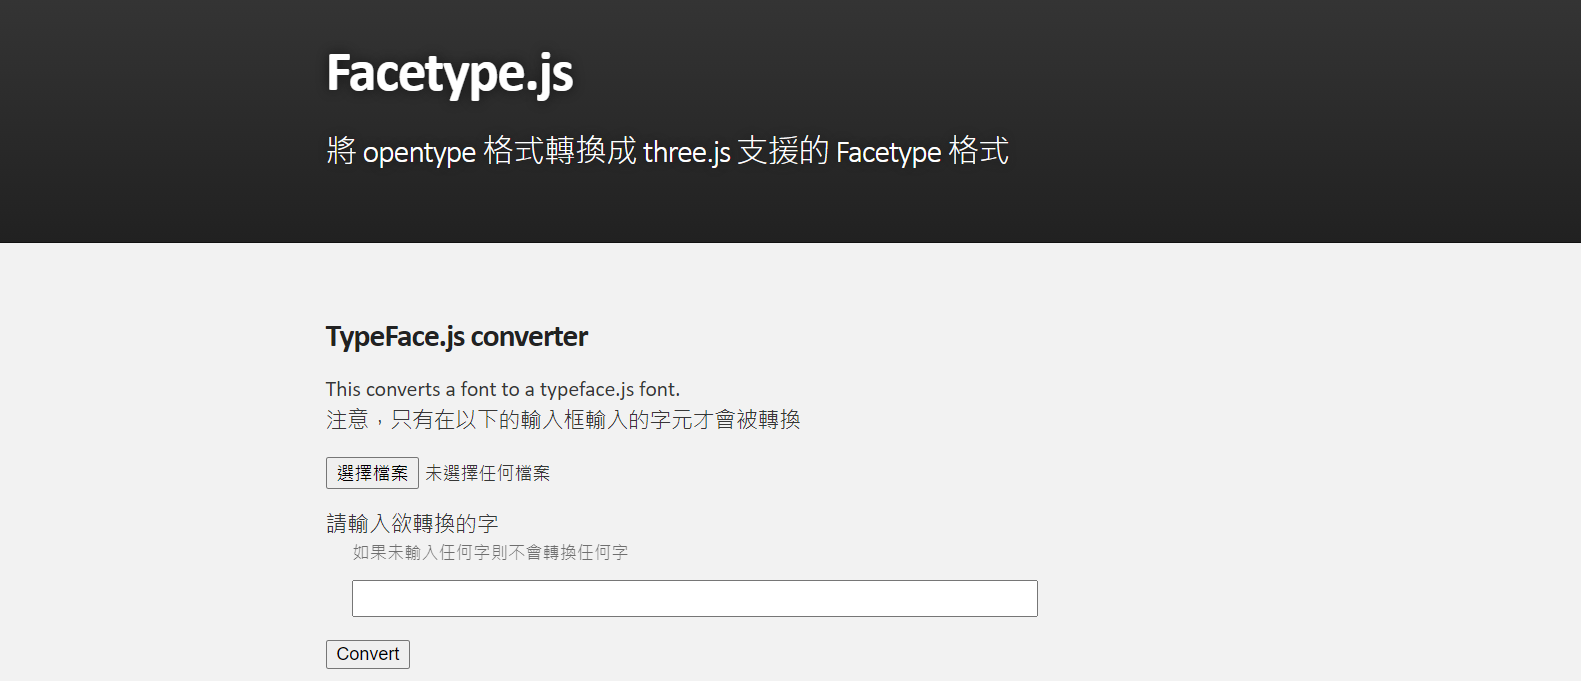 Facetype.js
將 opentype 格式轉換成 three.js 支援的 Facetype 格式
TypeFace.js converter
This converts a font to a typeface.js font.
注意，只有在以下的輸入框輸入的字元才會被轉換
選擇檔案 未選擇任何檔案
請輸入欲轉換的字
如果未輸入任何字則不會轉換任何字
Convert